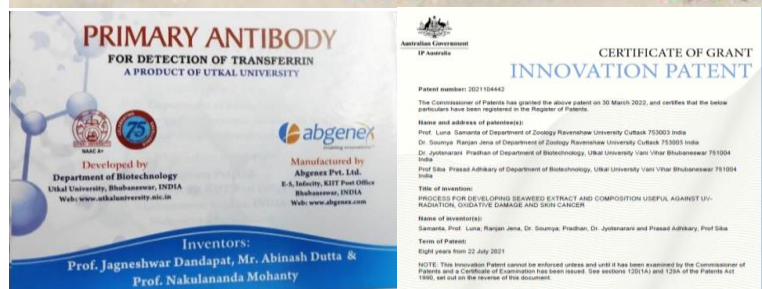 PRIMARY ANTIBODY
FOR DETECTION OF TRANSFERRIN
A PRODUCT OF UTKAL UNIVERSITY
75
NAAC A+
Developed by
Department of Biotechnology
Utkal University, Bhubaneswar, INDIA
Web: www.utkaluniversity.nic.in
abgenex
Manufactured by
Abgenex Pvt. Ltd.
E-5, Infocity, KIIT Post Office
Bhubaneswar, INDIA
Web: www.abgenex.com
Inventors:
Prof. Jagneshwar Dandapat, Mr. Abinash Dutta &
Prof. Nakulananda Mohanty
Australian Government
IP Australia
CERTIFICATE OF GRANT
INNOVATION PATENT
Patent number: 2021104442
The Commissioner of Patents has granted the above patent on 30 March 2022, and certifies that the below
particulars have been registered in the Register of Patents.
Name and address of patentee(s):
Prof. Luna Samanta of Department of Zoology Ravenshaw University Cuttack 753003 India
Dr. Soumya Ranjan Jena of Department of Zoology Ravenshaw University Cuttack 753003 India
Dr. Jyotsnarani Pradhan of Department of Biotechnology, Utkal University Vani Vihar Bhubaneswar 751004
India
Prof Siba Prasad Adhikary of Department of Biotechnology, Utkal University Vani Vihar Bhubaneswar 751004
India
Title of invention:
PROCESS FOR DEVELOPING SEAWEED EXTRACT AND COMPOSITION USEFUL AGAINST UV-
RADIATION, OXIDATIVE DAMAGE AND SKIN CANCER
Name of inventor(s):
Samanta, Prof. Luna; Ranjan Jena, Dr. Soumya; Pradhan, Dr. Jyotsnarani and Prasad Adhikary, Prof Siba
Term of Patent:
Eight years from 22 July 2021
NOTE: This Innovation Patent cannot be enforced unless and until it has been examined by the Commissioner of
Patents and a Certificate of Examination has been issued. See sections 120(1A) and 129A of the Patents Act
1990, set out on the reverse of this document.